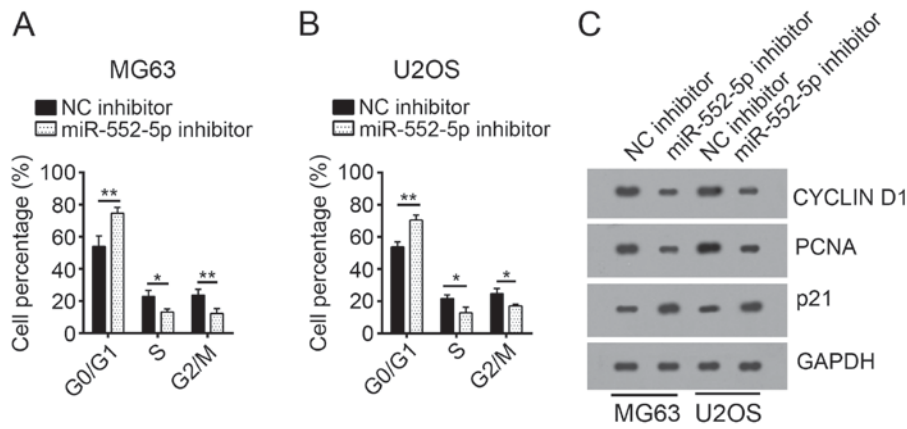 A
MG63
NC inhibitor
miR-552-5p inhibitor
Cell percentage (%)
100
80
60
40
20
0
**
*
**
G0/G1
S
G2/M
B
U2OS
NC inhibitor
miR-552-5p inhibitor
Cell percentage (%)
100
80
60
40
20
0
**
*
*
G0/G1
S
G2/M
C
NC inhibitor
miR-552-5p inhibitor
NC inhibitor
miR-552-5p inhibitor
CYCLIN D1
PCNA
p21
GAPDH
MG63 U2OS